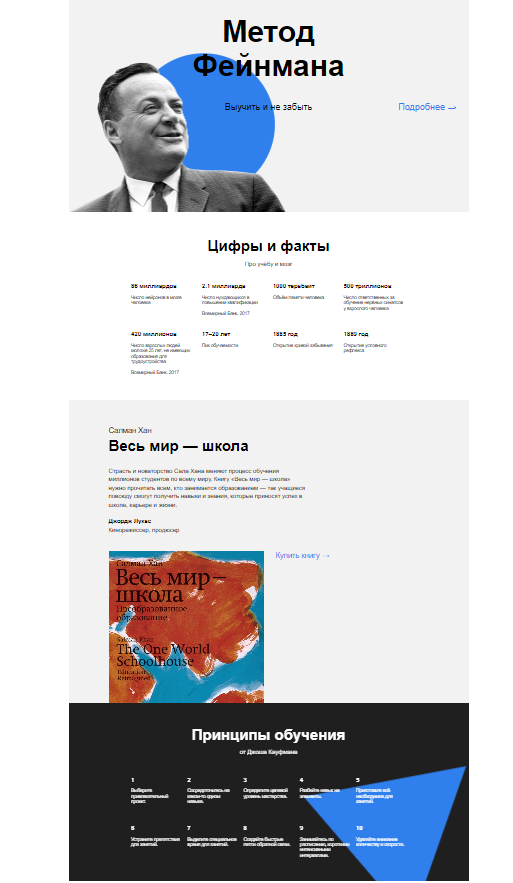 Метод
Фейнмана
Выучить и не забыть
Подробнее →
Цифры и факты
Про учёбу и мозг
86 миллиардов
Число нейронов в мозге
человека
2.1 миллиарда
Число нуждающихся в
повышении квалификации
Всемирный Банк, 2017
1000 терабайт
Объём памяти человека
500 триллионов
Число ответственных за
обучение нервных синапсов
у взрослого человека
420 миллионов
Число взрослых людей
моложе 25 лет, не имеющих
образования для
трудоустройства
Всемирный Банк, 2017
17–20 лет
Пик обучаемости
1885 год
Открытие кривой забывания
1889 год
Открытие условного
рефлекса
Салман Хан
Весь мир — школа
Страсть и новаторство Сала Хана меняют процесс обучения
миллионов студентов по всему миру. Книгу «Весь мир — школа»
нужно прочитать всем, кто занимается образованием — так учащиеся
повсюду смогут получить навыки и знания, которые приносят успех в
школе, карьере и жизни.
Джордж Лукас
Кинорежиссер, продюсер
Купить книгу →
Салман Хан
Весь мир—
школа
Преобразованное
образование
Salman Khan
The One World
Schoolhouse
Education
Reimagined
Принципы обучения
от Джоша Кауфмана
1
Выберите
привлекательный
проект.
2
Сосредоточьтесь на
каком-то одном
навыке.
3
Определите целевой
уровень мастерства.
4
Разбейте навык на
элементы.
5
Приготовьте всё
необходимое для
занятий.
6
Устраните препятствия
для занятий.
7
Выделите специальное
время для занятий.
8
Создайте быстрые
петли обратной связи.
9
Занимайтесь по
расписанию, короткими
интенсивными
интервалами.
10
Уделяйте внимание
количеству и скорости.